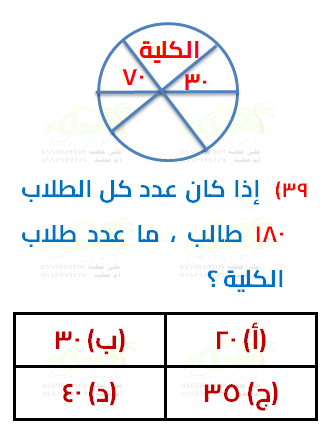 الكلية
٧٠ ٣٠
٣٩) إذا كان عدد كل الطلاب
١٨٠ طالب ، ما عدد طلاب
الكلية ؟
(أ) ٢٠ (ب) ٣٠
(ج) ٣٥ (د) ٤٠